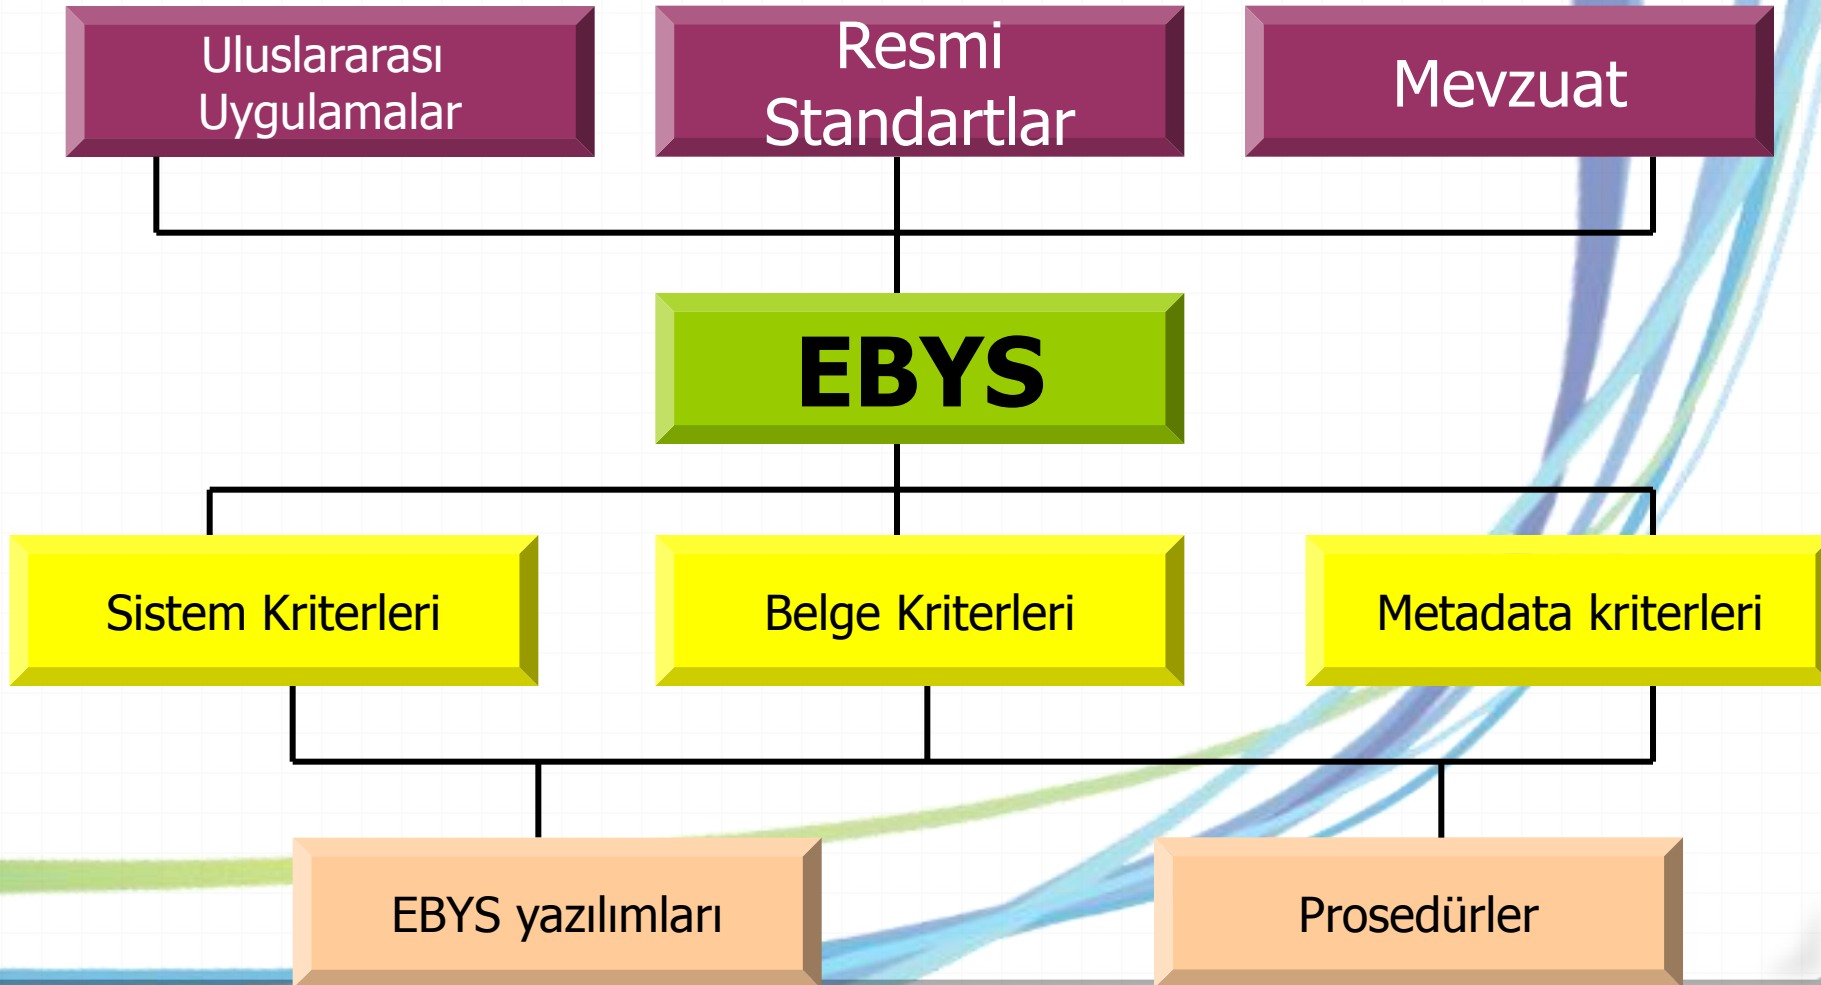 Uluslararası
Uygulamalar
Resmi
Standartlar
Mevzuat
EBYS
Sistem Kriterleri
Belge Kriterleri
Metadata kriterleri
EBYS yazılımları
Prosedürler